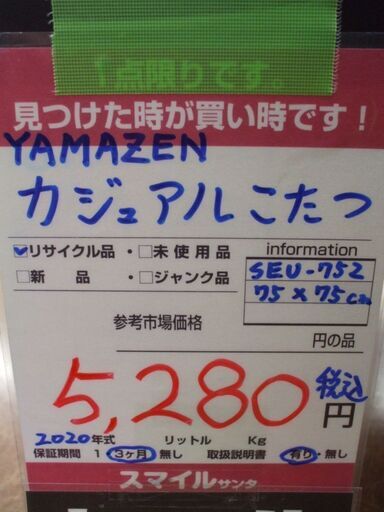 1点限りです。
見つけた時が買い時です!
YAMAZEN
カジュアルこたつ
☑リサイクル品・□未使用品
□新品・□ジャンク品
information
SEU-752
75×75cm
参考市場価格
円の品
5,280円 税込
2020年式 リットル Kg
保証期間 1 3ヶ月 無し 取扱説明書 有り・無し
スマイルサンタ